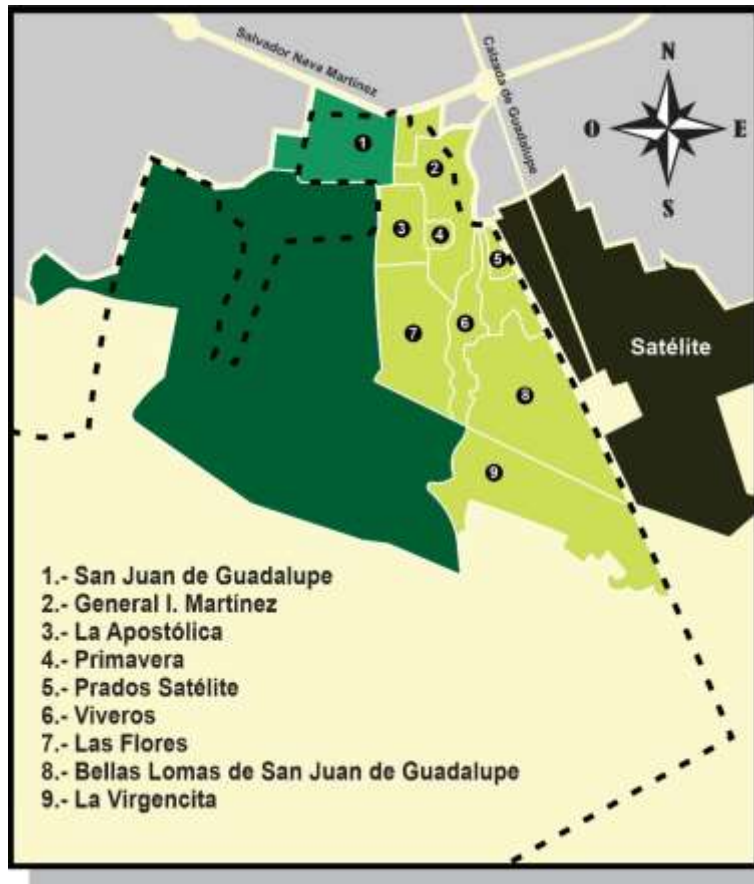 Salvador Nava Martínez
Calzada de Guadalupe
N
O
E
S
1
2
3
4
5
6
7
8
9
Satélite
1.- San Juan de Guadalupe
2.- General I. Martínez
3.- La Apostólica
4.- Primavera
5.- Prados Satélite
6.- Viveros
7.- Las Flores
8.- Bellas Lomas de San Juan de Guadalupe
9.- La Virgencita